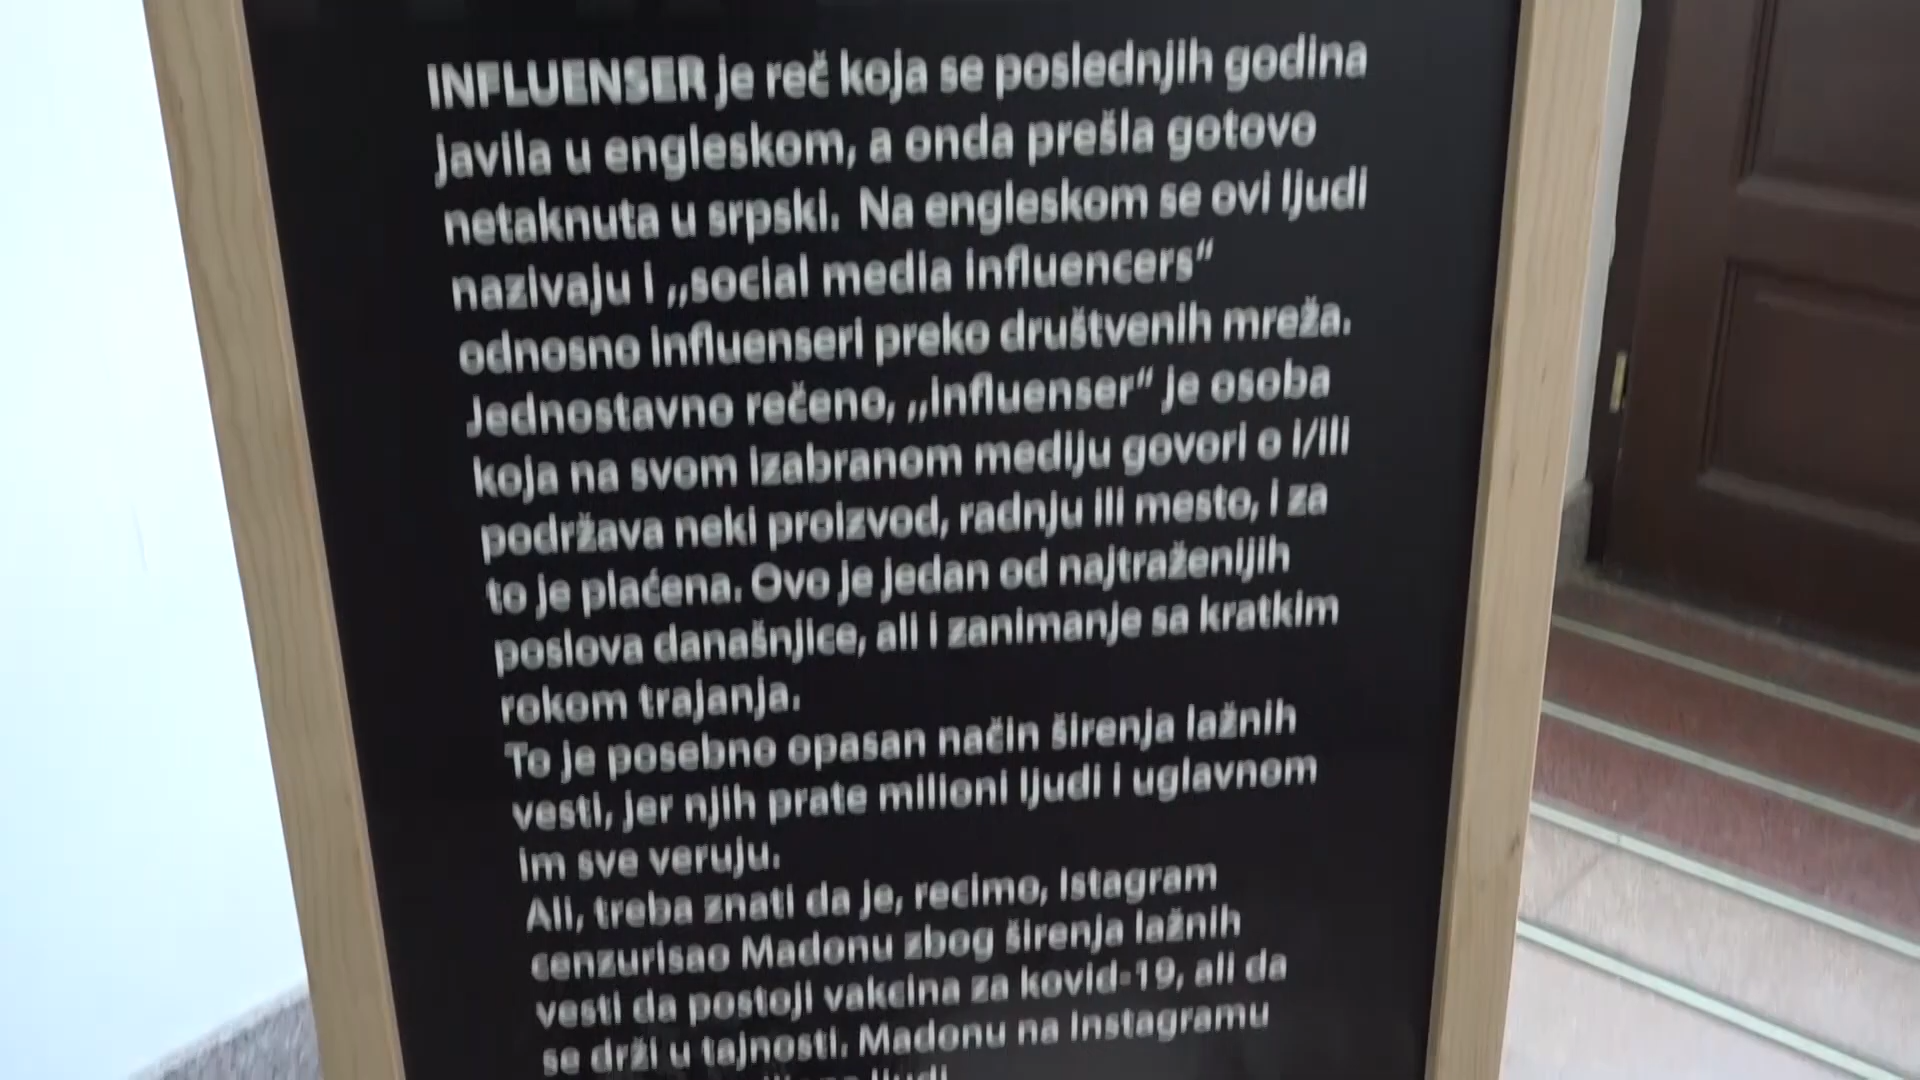 INFLUENSER je reč koja se poslednjih godina
javila u engleskom, a onda prešla gotovo
netaknuta u srpski. Na engleskom se ovi ljudi
nazivaju i „social media influencers“
odnosno influenseri preko društvenih mreža.
Jednostavno rečeno, „influenser“ je osoba
koja na svom izabranom mediju govori o i/ili
podržava neki proizvod, radnju ili mesto, i za
to je plaćena. Ovo je jedan od najtraženijih
poslova današnjice, ali i zanimanje sa kratkim
rokom trajanja.
To je posebno opasan način širenja lažnih
vesti, jer njih prate milioni ljudi i uglavnom
im sve veruju.
Ali, treba znati da je, recimo, Istagram
cenzurisao Madonu zbog širenja lažnih
vesti da postoji vakcina za kovid-19, ali da
se drži u tajnosti. Madonu na Instagramu
ljudi